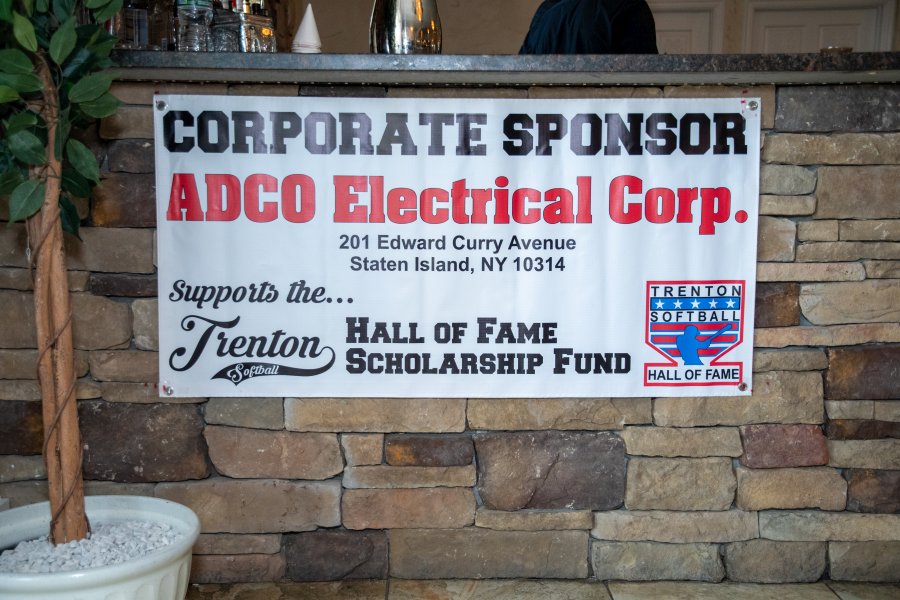 CORPORATE SPONSOR
ADCO Electrical Corp.
201 Edward Curry Avenue
Staten Island, NY 10314
Supports the...
Trenton
Softball
HALL OF FAME
SCHOLARSHIP FUND
TRENTON
SOFTBALL
HALL OF FAME